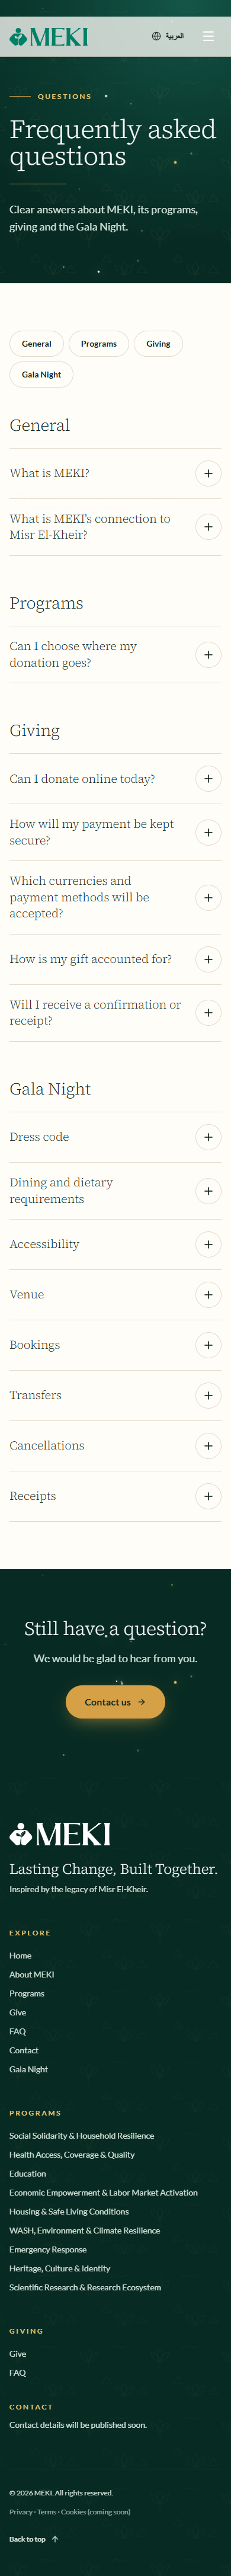 MEKI
العربية
QUESTIONS
Frequently asked
questions
Clear answers about MEKI, its programs,
giving and the Gala Night.
General
Programs
Giving
Gala Night
General
What is MEKI?
What is MEKI's connection to
Misr El-Kheir?
Programs
Can I choose where my
donation goes?
Giving
Can I donate online today?
How will my payment be kept
secure?
Which currencies and
payment methods will be
accepted?
How is my gift accounted for?
Will I receive a confirmation or
receipt?
Gala Night
Dress code
Dining and dietary
requirements
Accessibility
Venue
Bookings
Transfers
Cancellations
Receipts
Still have a question?
We would be glad to hear from you.
Contact us
MEKI
Lasting Change, Built Together.
Inspired by the legacy of Misr El-Kheir.
EXPLORE
Home
About MEKI
Programs
Give
FAQ
Contact
Gala Night
PROGRAMS
Social Solidarity & Household Resilience
Health Access, Coverage & Quality
Education
Economic Empowerment & Labor Market Activation
Housing & Safe Living Conditions
WASH, Environment & Climate Resilience
Emergency Response
Heritage, Culture & Identity
Scientific Research & Research Ecosystem
GIVING
Give
FAQ
CONTACT
Contact details will be published soon.
© 2026 MEKI. All rights reserved.
Privacy · Terms · Cookies (coming soon)
Back to top